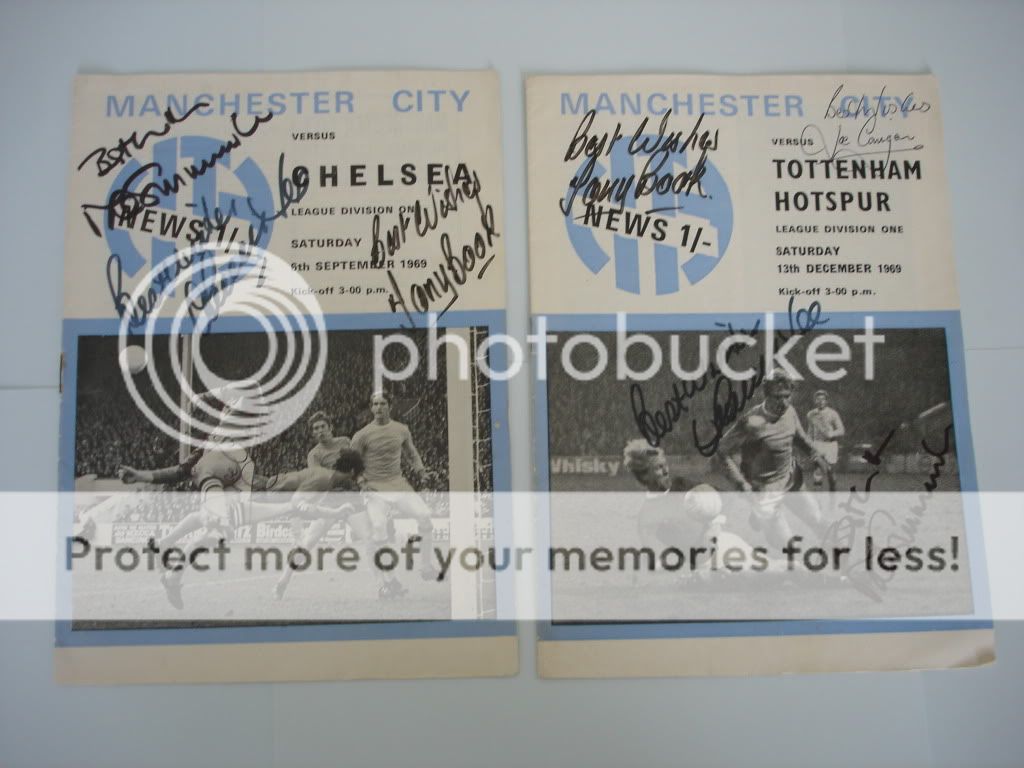 MANCHESTER CITY
VERSUS
CHELSEA
LEAGUE DIVISION ONE
SATURDAY
6th SEPTEMBER 1969
Kick-off 3-00 p.m.
NEWS 1/-
Best Wishes
Tony Book
MANCHESTER CITY
VERSUS
TOTTENHAM
HOTSPUR
LEAGUE DIVISION ONE
SATURDAY
13th DECEMBER 1969
Kick-off 3-00 p.m.
NEWS 1/-
Best Wishes
Tony Book
Best Wishes
Joe Corrigan
Whisky
photobucket
Protect more of your memories for less!